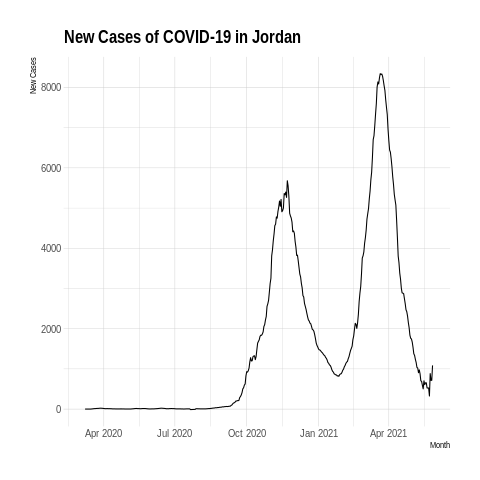 New Cases of COVID-19 in Jordan
New Cases
8000
6000
4000
2000
0
Apr 2020 Jul 2020 Oct 2020 Jan 2021 Apr 2021
Month